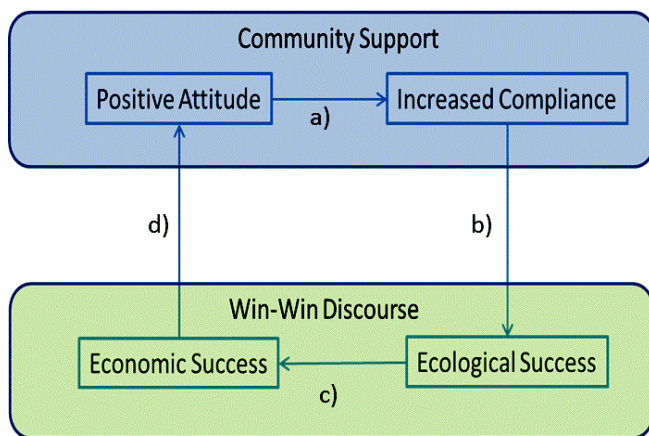 Community Support
Positive Attitude
a)
Increased Compliance
d)
b)
Win-Win Discourse
Economic Success
c)
Ecological Success